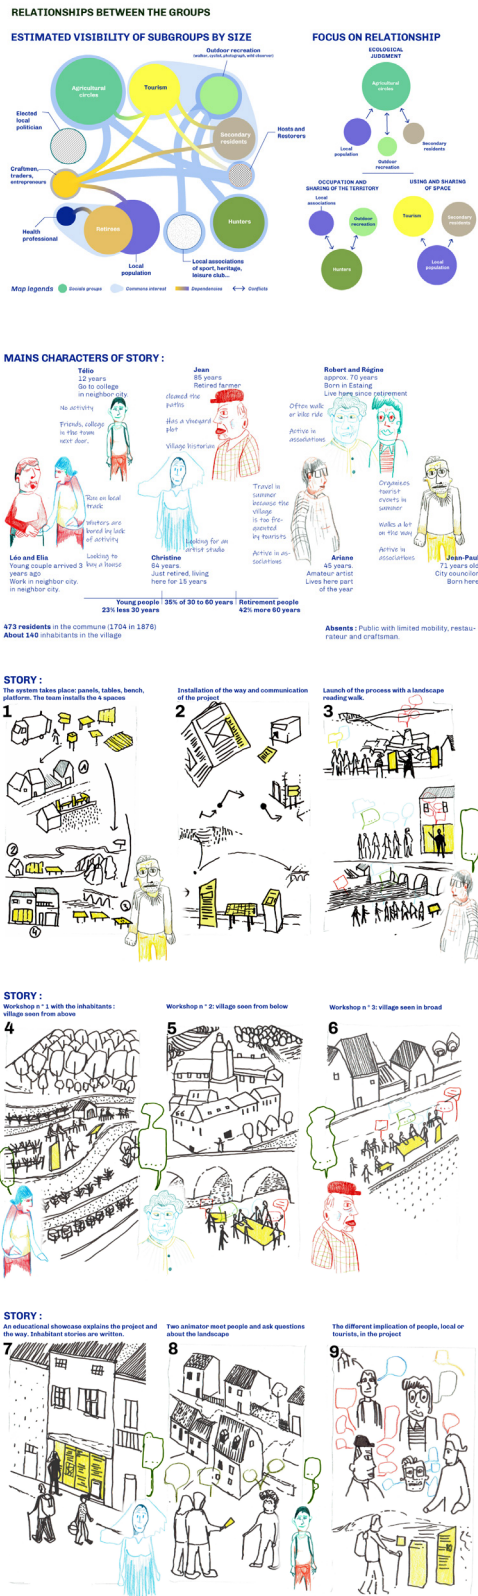 RELATIONSHIPS BETWEEN THE GROUPS
ESTIMATED VISIBILITY OF SUBGROUPS BY SIZE
Outdoor recreation
(walker, cyclist, photograph, wild observer)
Agricultural
circles
Tourism
Elected
local
politician
Secondary
residents
Hosts and
Restorers
Craftmen,
traders,
entrepreneurs
Health
professional
Retirees
Hunters
Local
population
Local associations
of sport, heritage,
leisure club...
Map legends
Socials groups
Commons interest
Dependencies
Conflicts
FOCUS ON RELATIONSHIP
ECOLOGICAL
JUDGMENT
Agricultural
circles
Local
population
Outdoor
recreation
Secondary
residents
OCCUPATION AND
SHARING OF THE TERRITORY
Local
associations
Outdoor
recreation
Hunters
USING AND SHARING
OF SPACE
Tourism
Secondary
residents
Local
population
MAINS CHARACTERS OF STORY :
Télio
12 years
Go to college
in neighbor city.
No activity
Friends, college
in the town
next door.
Jean
85 years
Retired farmer
cleaned the
paths
Has a vineyard
plot
Village historian
Robert and Régine
approx. 70 years
Born in Estaing
Live here since retirement
Often walk
or bike ride
Active in
associations
Léo and Elia
Young couple arrived 3
years ago
Work in neighbor city.
in neighbor city.
on local
track
Winters are
bored by lack
of activity
Looking to
buy a house
Christine
64 years.
Just retired, living
here for 15 years
Looking for an
artist studio
Ariane
45 years.
Amateur artist
Lives here part
of the year
Travel in
summer
because the
village
is too fre-
quented
by tourists
Active in as-
sociations
Jean-Paul
71 years old
City councilor
Born here
Organizes
tourist
events in
summer
Walks a lot
on the way
Active in
associations
Young people
23% less 30 years
35% of 30 to 60 years
Retirement people
42% more 60 years
473 residents in the commune (1704 in 1876)
About 140 inhabitants in the village
Absents : Public with limited mobility, restau-
rateur and craftsman.
STORY :
The system takes place: panels, tables, bench,
platform. The team installs the 4 spaces
1
Installation of the way and communication
of the project
2
Launch of the process with a landscape
reading walk.
3
STORY :
Workshop n ° 1 with the inhabitants :
village seen from above
4
Workshop n ° 2: village seen from below
5
Workshop n ° 3: village seen in broad
6
STORY :
An educational showcase explains the project and
the way. Inhabitant stories are written.
7
Two animator meet people and ask questions
about the landscape
8
The different implication of people, local or
tourists, in the project
9